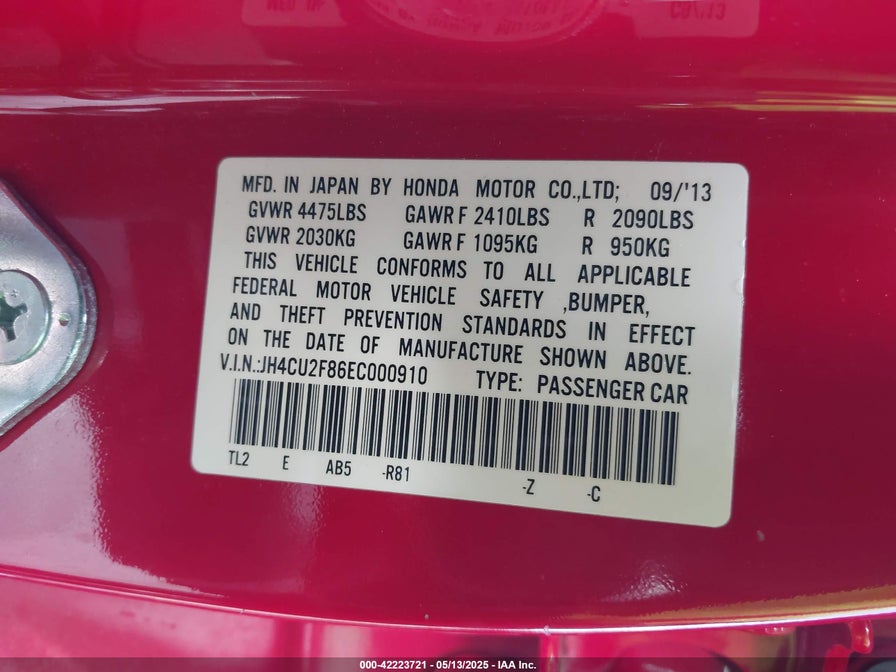 MFD. IN JAPAN BY HONDA MOTOR CO.,LTD; 09/'13
GVWR 4475LBS GAWR F 2410LBS R 2090LBS
GVWR 2030KG GAWR F 1095KG R 950KG
THIS VEHICLE CONFORMS TO ALL APPLICABLE
FEDERAL MOTOR VEHICLE SAFETY ,BUMPER,
AND THEFT PREVENTION STANDARDS IN EFFECT
ON THE DATE OF MANUFACTURE SHOWN ABOVE.
V.I.N.:JH4CU2F86EC000910 TYPE: PASSENGER CAR
TL2 E AB5 -R81 -Z -C
000-42223721 - 05/13/2025 - IAA Inc.